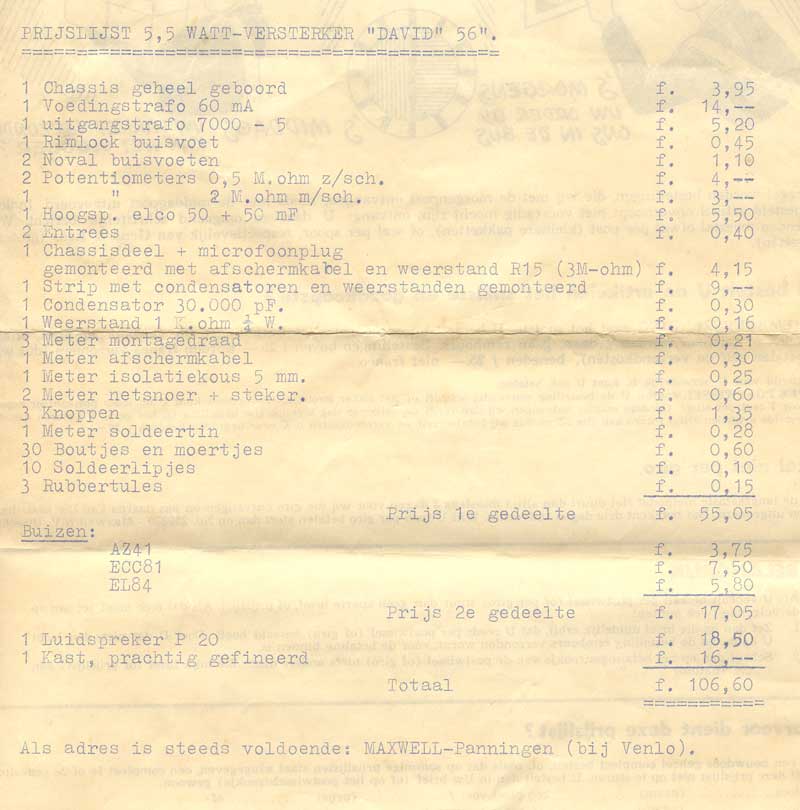 PRIJSLIJST 5,5 WATT-VERSTERKER "DAVID" 56".
1 Chassis geheel geboord f. 3,95
1 Voedingstrafo 60 mA f. 14,--
1 uitgangstrafo 7000 - 5 f. 5,20
1 Rimlock buisvoet f. 0,45
2 Noval buisvoeten f. 1,10
2 Potentiometers 0,5 M.ohm z/sch. f. 4,--
1 " 2 M.ohm m/sch. f. 3,--
1 Hoogsp. elco 50 + 50 mF f. 5,50
2 Entrees f. 0,40
1 Chassisdeel + microfoonplug
gemonteerd met afschermkabel en weerstand R15 (3M-ohm) f. 4,15
1 Strip met condensatoren en weerstanden gemonteerd f. 9,--
1 Condensator 30.000 pF. f. 0,30
1 Weerstand 1 K.ohm ¼ W. f. 0,16
3 Meter montagedraad f. 0,21
1 Meter afschermkabel f. 0,30
1 Meter isolatiekous 5 mm. f. 0,25
2 Meter netsnoer + steker. f. 0,60
3 Knoppen f. 1,35
1 Meter soldeertin f. 0,28
30 Boutjes en moertjes f. 0,60
10 Soldeerlipjes f. 0,10
3 Rubbertules f. 0,15
Prijs 1e gedeelte f. 55,05
Buizen:
AZ41 f. 3,75
ECC81 f. 7,50
EL84 f. 5,80
Prijs 2e gedeelte f. 17,05
1 Luidspreker P 20 f. 18,50
1 Kast, prachtig gefineerd f. 16,--
Totaal f. 106,60
Als adres is steeds voldoende: MAXWELL-Panningen (bij Venlo).